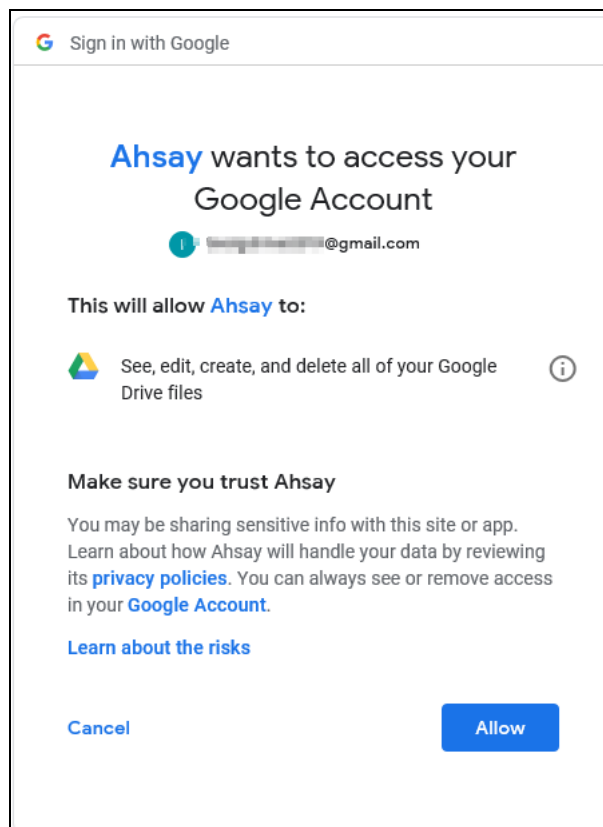 Sign in with Google
Ahsay wants to access your
Google Account
@gmail.com
This will allow Ahsay to:
See, edit, create, and delete all of your Google
Drive files
Make sure you trust Ahsay
You may be sharing sensitive info with this site or app.
Learn about how Ahsay will handle your data by reviewing
its privacy policies. You can always see or remove access
in your Google Account.
Learn about the risks
Cancel
Allow